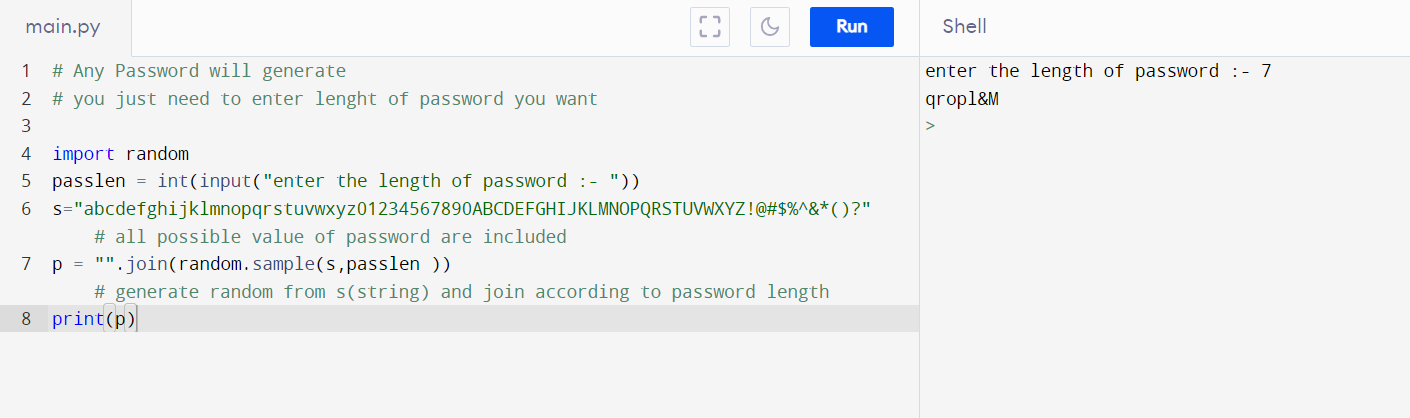 main.py
Run
Shell
1 # Any Password will generate
2 # you just need to enter lenght of password you want
3
4 import random
5 passlen = int(input("enter the length of password :- "))
6 s="abcdefghijklmnopqrstuvwxyz01234567890ABCDEFGHIJKLMNOPQRSTUVWXYZ!@#$%^&*()?"
# all possible value of password are included
7 p = "".join(random.sample(s,passlen ))
# generate random from s(string) and join according to password length
8 print(p)
enter the length of password :- 7
qropl&M
>